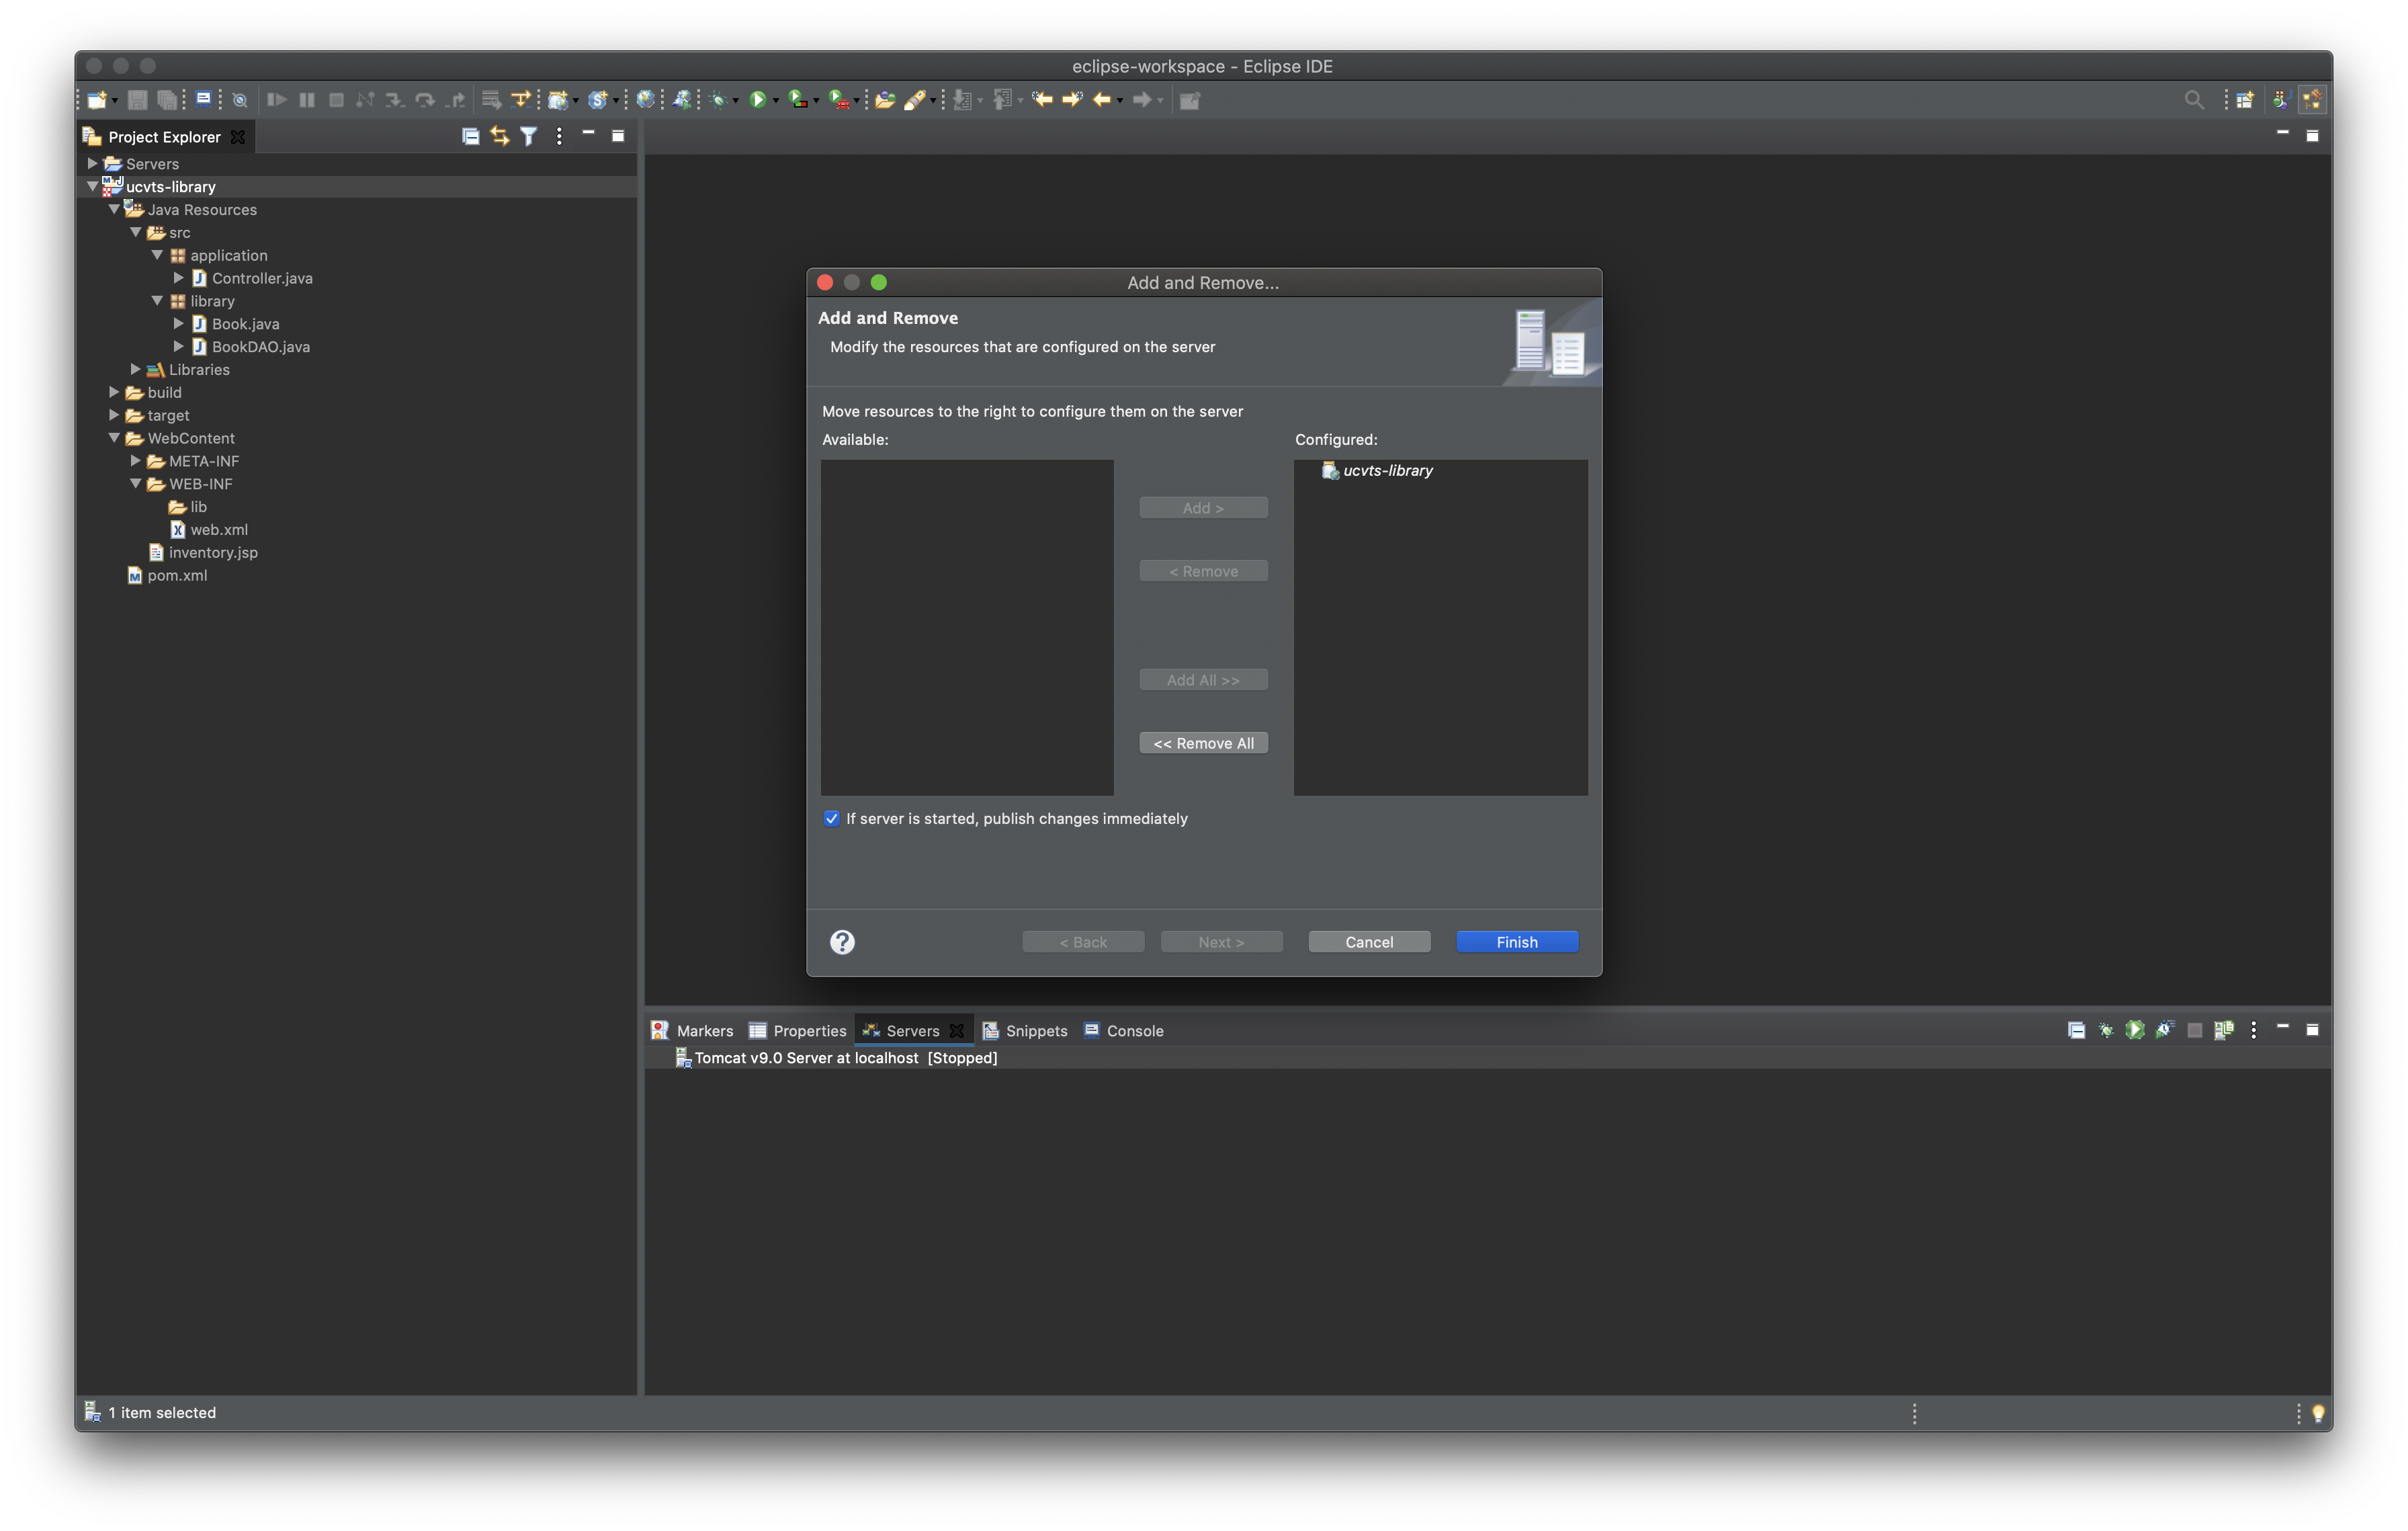 eclipse-workspace - Eclipse IDE
Project Explorer
Servers
ucvts-library
Java Resources
src
application
Controller.java
library
Book.java
BookDAO.java
Libraries
build
target
WebContent
META-INF
WEB-INF
lib
web.xml
inventory.jsp
pom.xml
Add and Remove...
Add and Remove
Modify the resources that are configured on the server
Move resources to the right to configure them on the server
Available:
Configured:
ucvts-library
Add >
< Remove
Add All >>
<< Remove All
If server is started, publish changes immediately
?
< Back
Next >
Cancel
Finish
Markers
Properties
Servers
Snippets
Console
Tomcat v9.0 Server at localhost [Stopped]
1 item selected